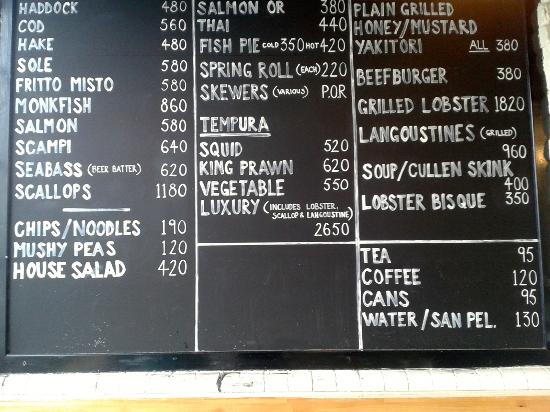 HADDOCK 480
COD 560
HAKE 480
SOLE 580
FRITTO MISTO 580
MONKFISH 860
SALMON 580
SCAMPI 640
SEABASS (BEER BATTER) 620
SCALLOPS 1180
CHIPS/NOODLES 190
MUSHY PEAS 120
HOUSE SALAD 420
SALMON OR 380
THAI 440
FISH PIE COLD 350 HOT 420
SPRING ROLL (EACH) 220
SKEWERS (VARIOUS) P.O.R
TEMPURA
SQUID 520
KING PRAWN 620
VEGETABLE 550
LUXURY (INCLUDES LOBSTER,
SCALLOP & LANGOUSTINE)
2650
PLAIN GRILLED
HONEY/MUSTARD
YAKITORI ALL 380
BEEFBURGER 380
GRILLED LOBSTER 1820
LANGOUSTINES (GRILLED)
960
SOUP/CULLEN SKINK
400
LOBSTER BISQUE 350
TEA 95
COFFEE 120
CANS 95
WATER/SAN PEL. 130